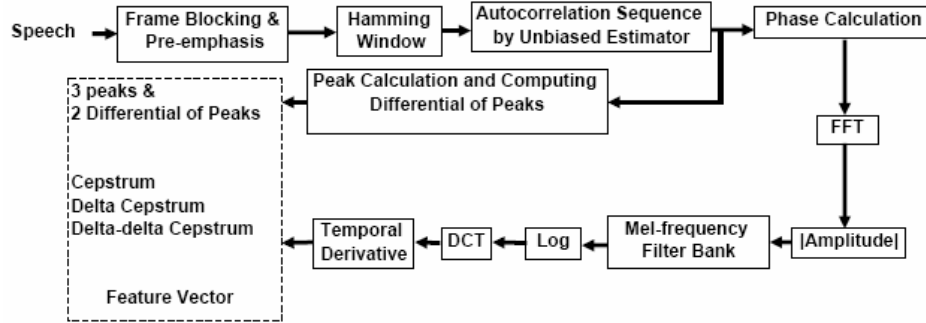 Speech
Frame Blocking &
Pre-emphasis
Hamming
Window
Autocorrelation Sequence
by Unbiased Estimator
Phase Calculation
3 peaks &
2 Differential of Peaks
Peak Calculation and Computing
Differential of Peaks
FFT
Cepstrum
Delta Cepstrum
Delta-delta Cepstrum
Temporal
Derivative
DCT
Log
Mel-frequency
Filter Bank
|Amplitude|
Feature Vector